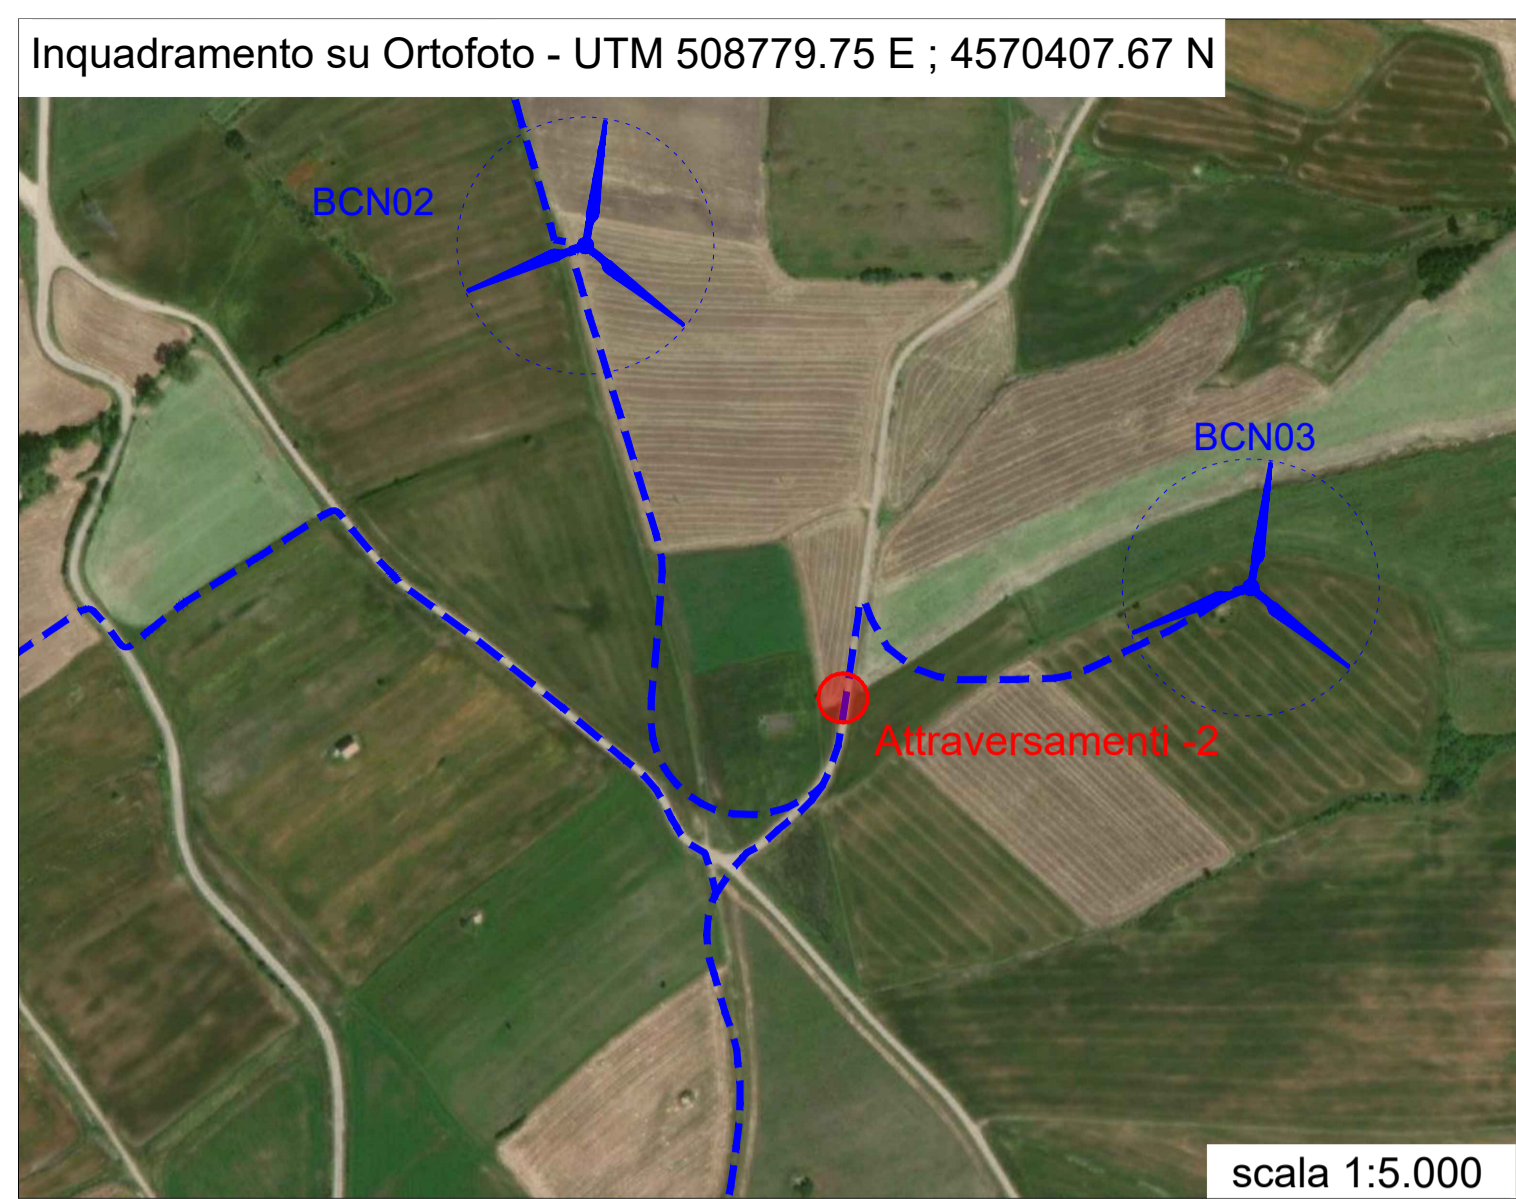 Inquadramento su Ortofoto - UTM 508779.75 E ; 4570407.67 N
BCN02
BCN03
Attraversamenti -2
scala 1:5.000